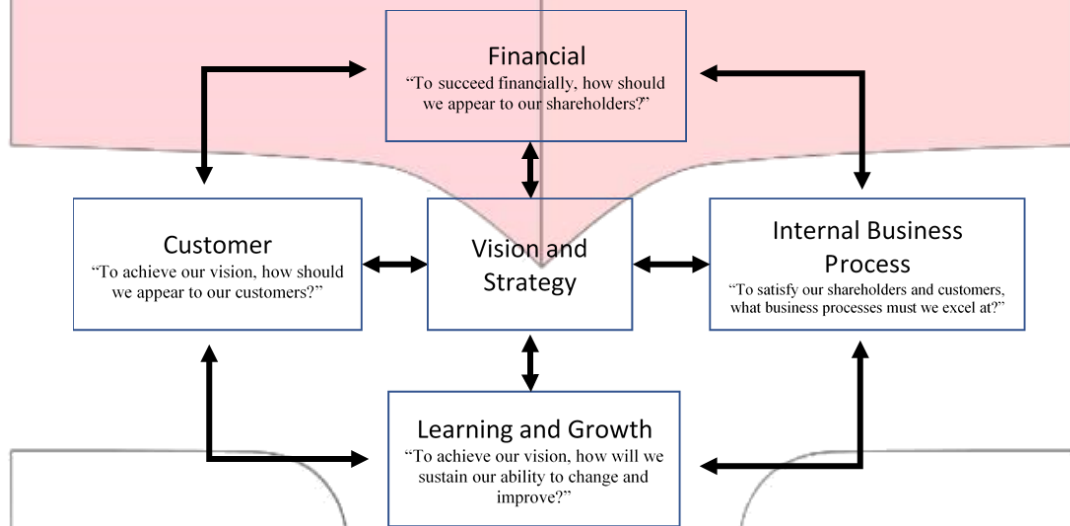 Financial
“To succeed financially, how should
we appear to our shareholders?”
Customer
“To achieve our vision, how should
we appear to our customers?”
Vision and
Strategy
Internal Business
Process
“To satisfy our shareholders and customers,
what business processes must we excel at?”
Learning and Growth
“To achieve our vision, how will we
sustain our ability to change and
improve?”